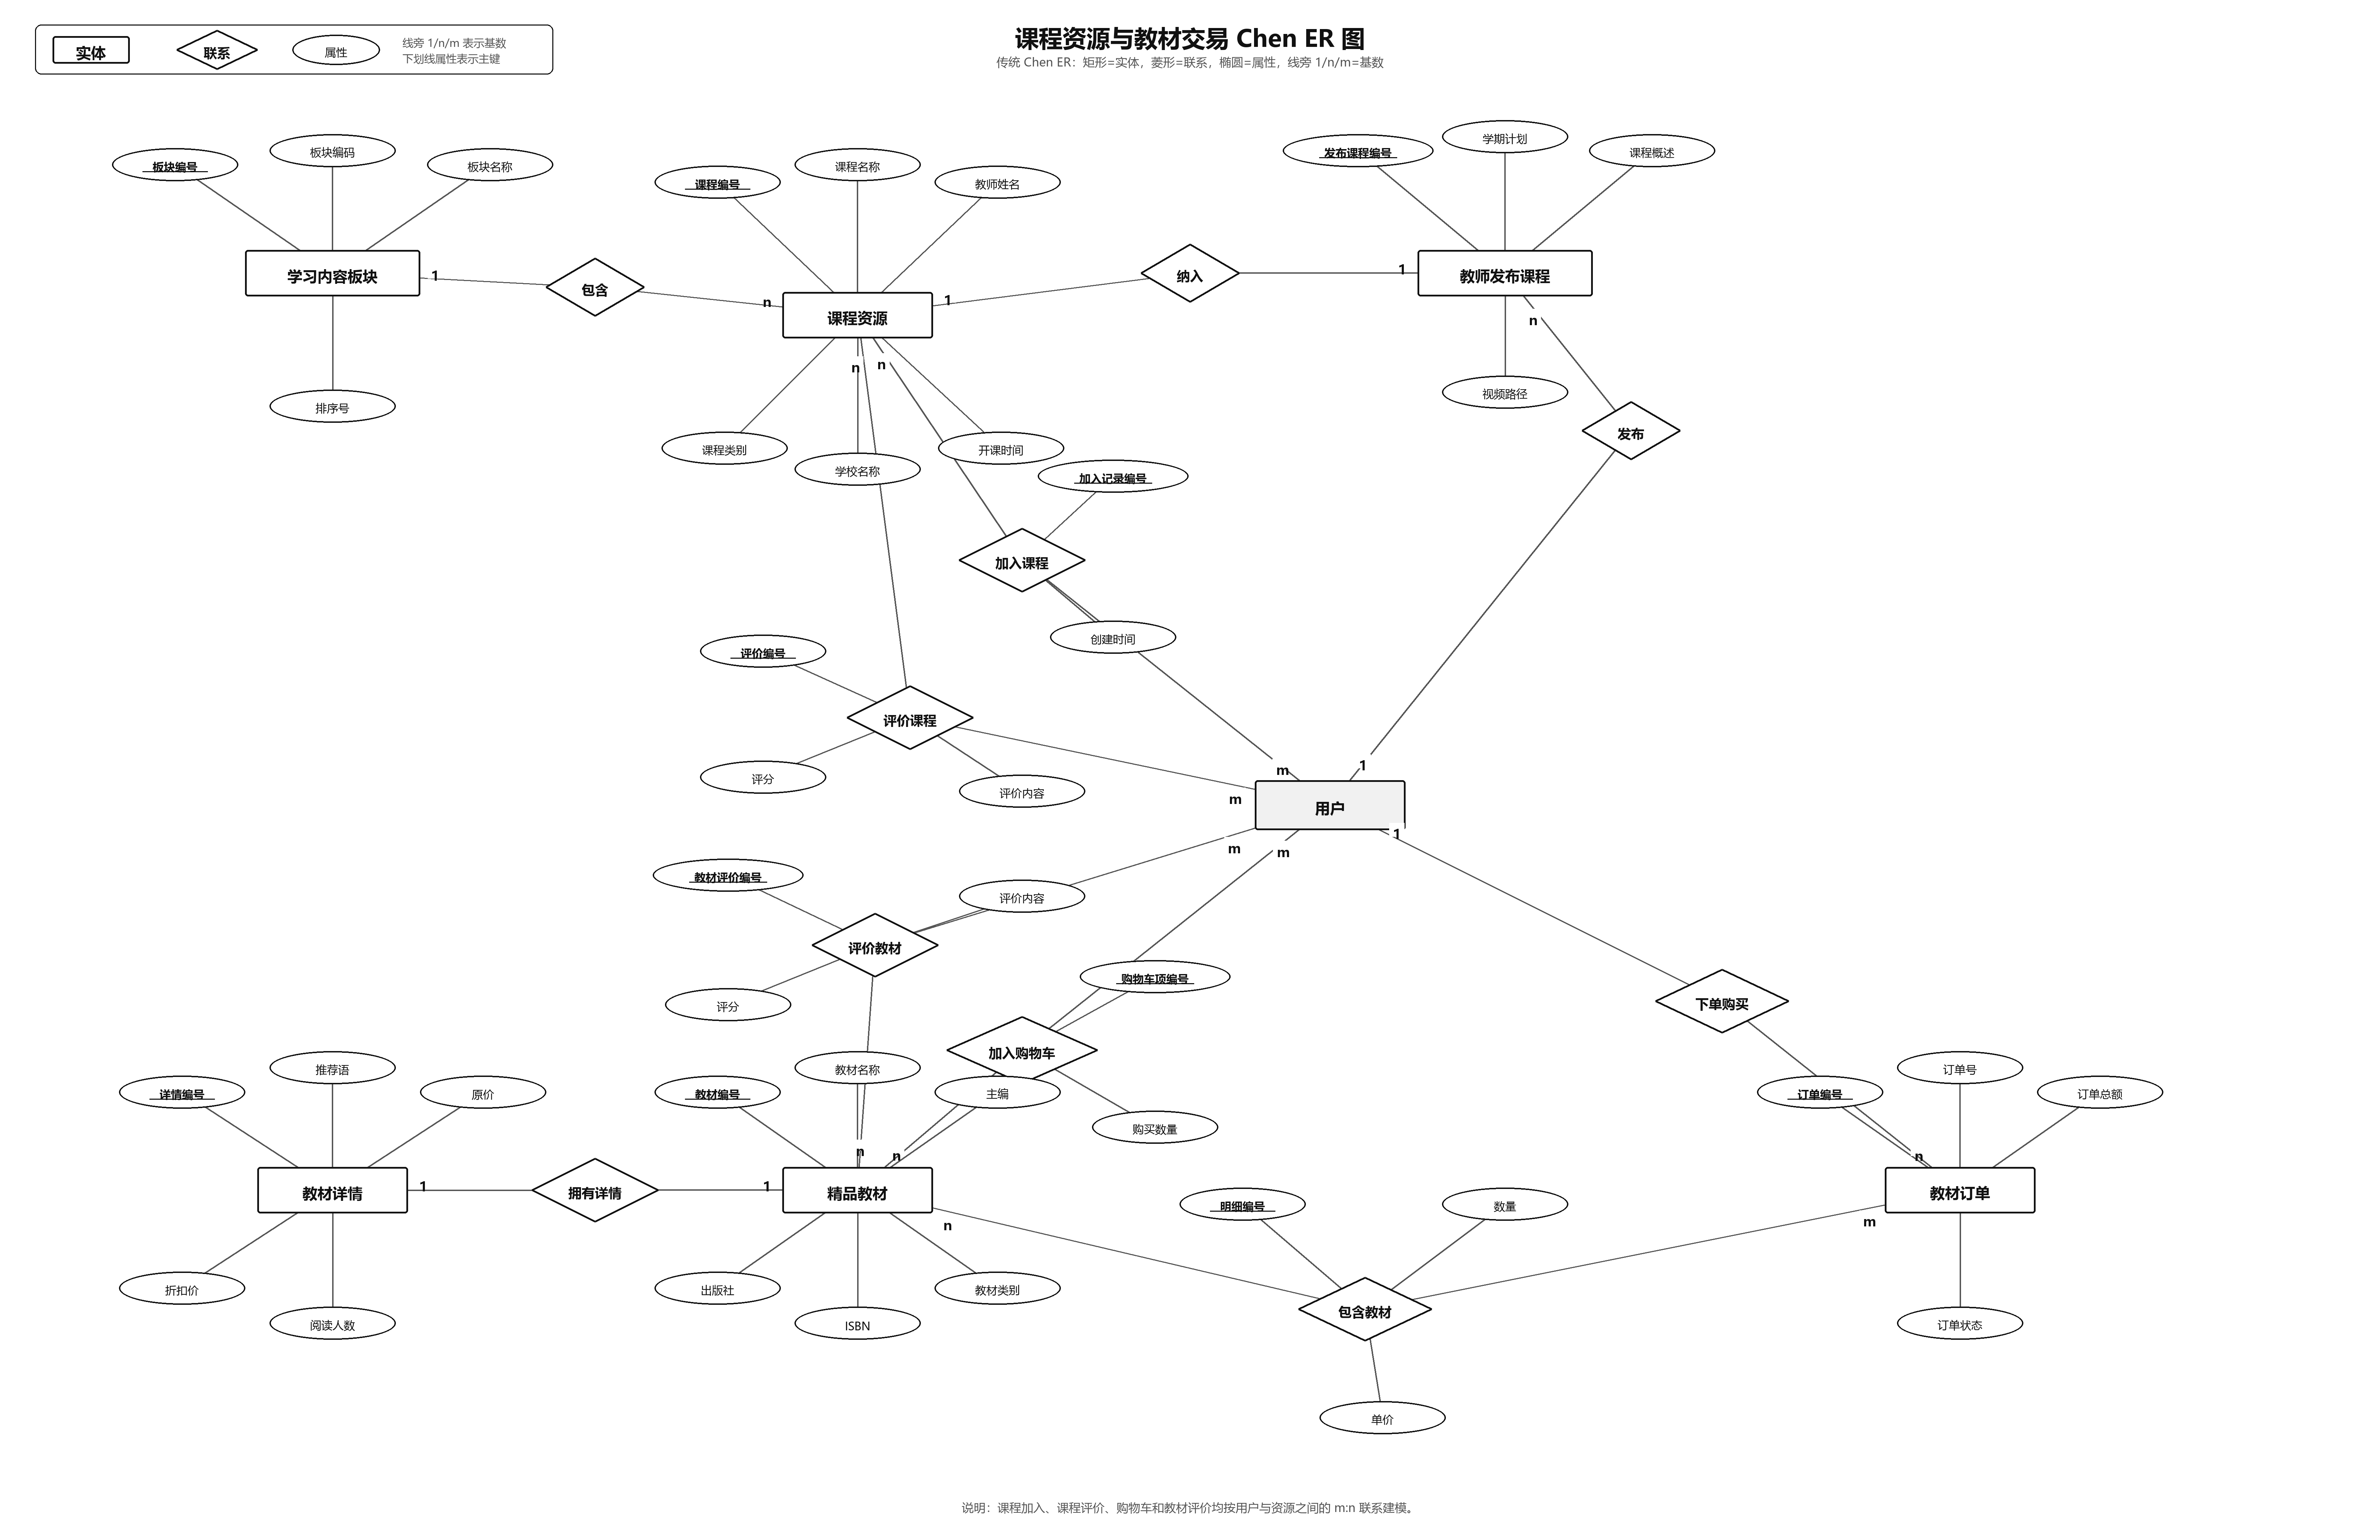 实体
联系
属性
线旁 1/n/m 表示基数
下划线属性表示主键
课程资源与教材交易 Chen ER 图
传统 Chen ER：矩形=实体，菱形=联系，椭圆=属性，线旁 1/n/m=基数
板块编号
板块编码
板块名称
课程编号
课程名称
教师姓名
发布课程编号
学期计划
课程概述
学习内容板块
1
包含
n
课程资源
1
纳入
1
教师发布课程
n
n
n
排序号
课程类别
学校名称
开课时间
视频路径
发布
加入记录编号
加入课程
创建时间
评价编号
评价课程
评分
评价内容
m
1
m
用户
1
m
m
教材评价编号
评价内容
评价教材
评分
购物车项编号
下单购买
加入购物车
详情编号
推荐语
原价
教材编号
教材名称
主编
购买数量
订单编号
订单号
订单总额
n
n
n
教材详情
1
拥有详情
1
精品教材
教材订单
n
明细编号
数量
m
折扣价
阅读人数
出版社
ISBN
教材类别
包含教材
订单状态
单价
说明：课程加入、课程评价、购物车和教材评价均按用户与资源之间的 m:n 联系建模。